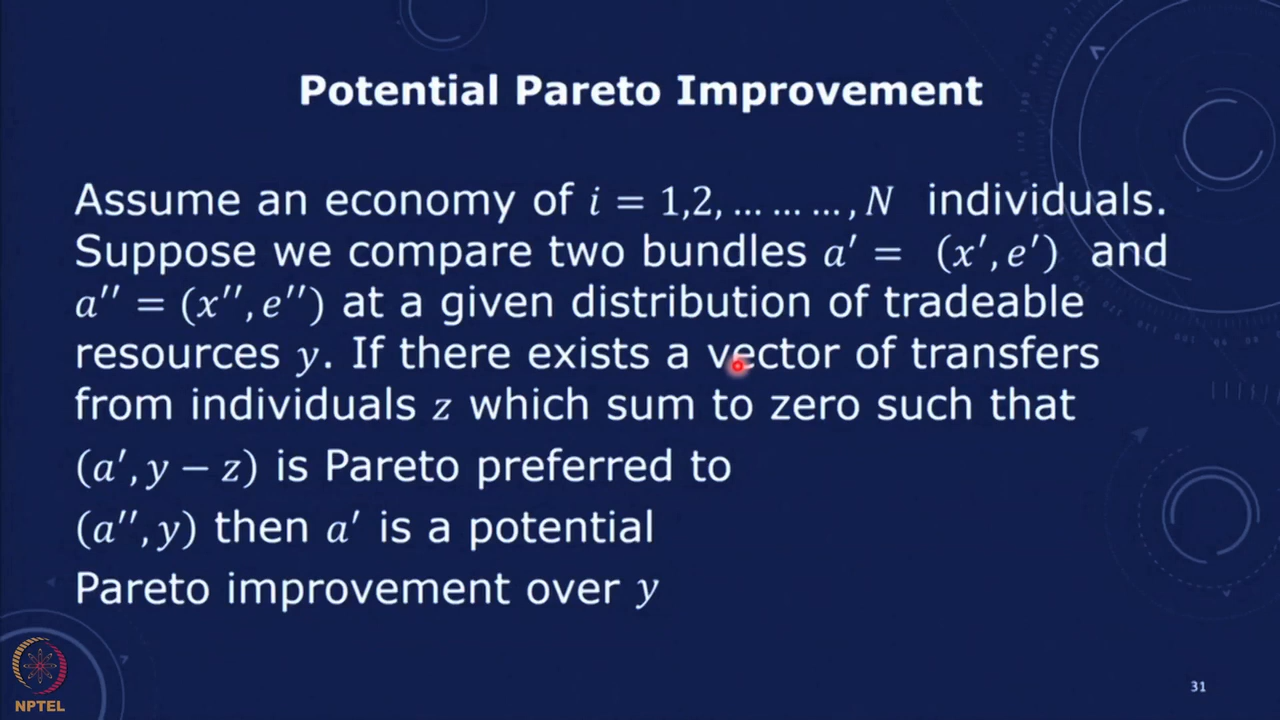 Potential Pareto Improvement
Assume an economy of i = 1,2, … … … , N individuals.
Suppose we compare two bundles a′ = (x′, e′) and
a′′ = (x′′, e′′) at a given distribution of tradeable
resources y. If there exists a vector of transfers
from individuals z which sum to zero such that
(a′, y − z) is Pareto preferred to
(a′′, y) then a′ is a potential
Pareto improvement over y
NPTEL
31